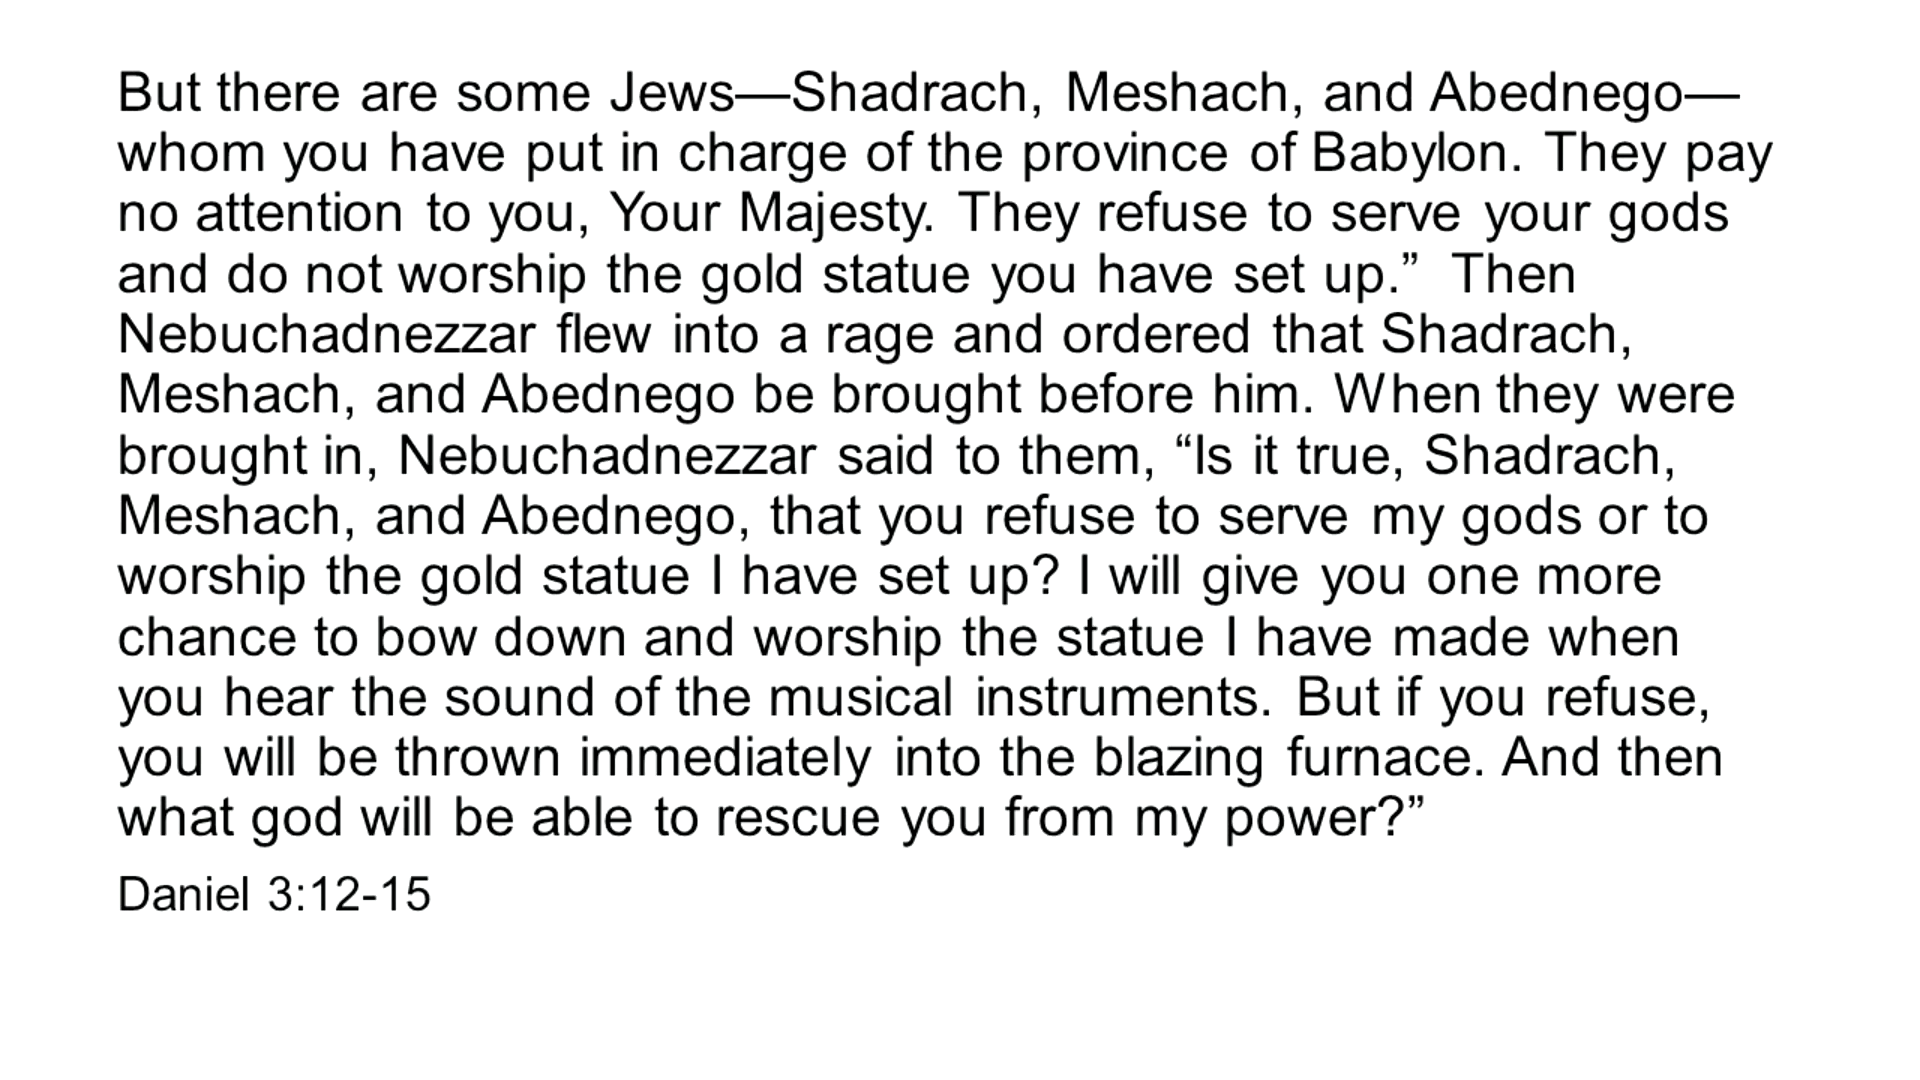 But there are some Jews—Shadrach, Meshach, and Abednego—
whom you have put in charge of the province of Babylon. They pay
no attention to you, Your Majesty. They refuse to serve your gods
and do not worship the gold statue you have set up.”  Then
Nebuchadnezzar flew into a rage and ordered that Shadrach,
Meshach, and Abednego be brought before him. When they were
brought in, Nebuchadnezzar said to them, “Is it true, Shadrach,
Meshach, and Abednego, that you refuse to serve my gods or to
worship the gold statue I have set up? I will give you one more
chance to bow down and worship the statue I have made when
you hear the sound of the musical instruments. But if you refuse,
you will be thrown immediately into the blazing furnace. And then
what god will be able to rescue you from my power?”
Daniel 3:12-15